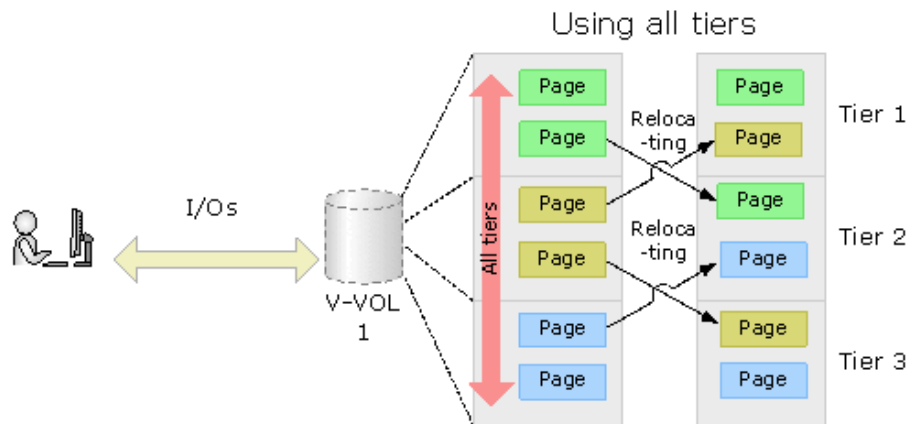 Using all tiers
Page
Page
Reloca
-ting
Page
Page
Tier 1
I/Os
V-VOL
1
All tiers
Page
Page
Reloca
-ting
Page
Page
Tier 2
Page
Page
Page
Page
Tier 3